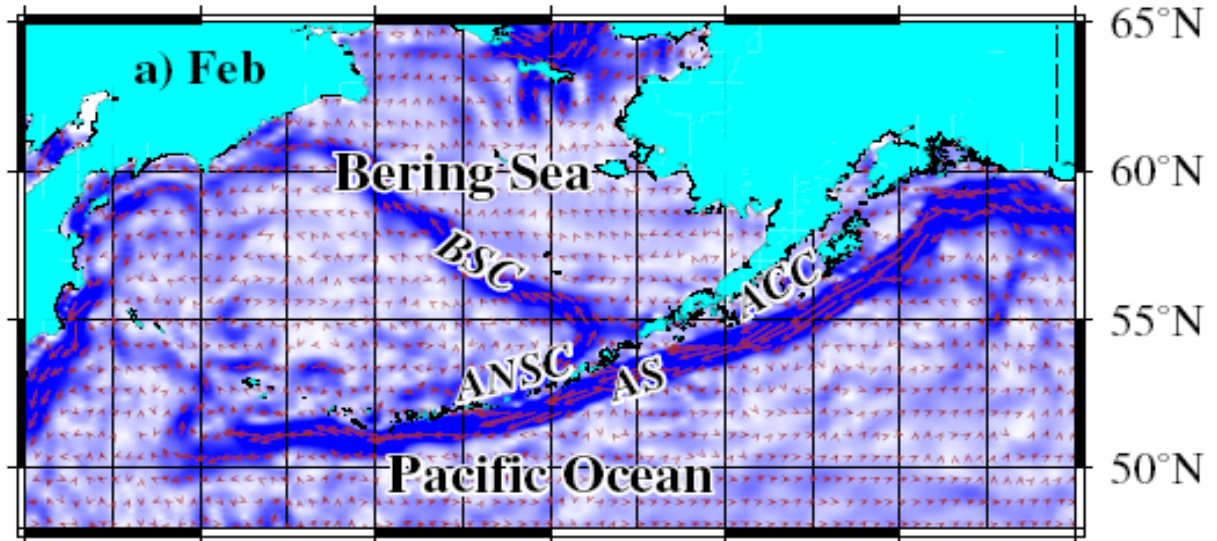 65°N
a) Feb
Bering Sea
60°N
BSC
ACC
55°N
ANSC
AS
Pacific Ocean
50°N